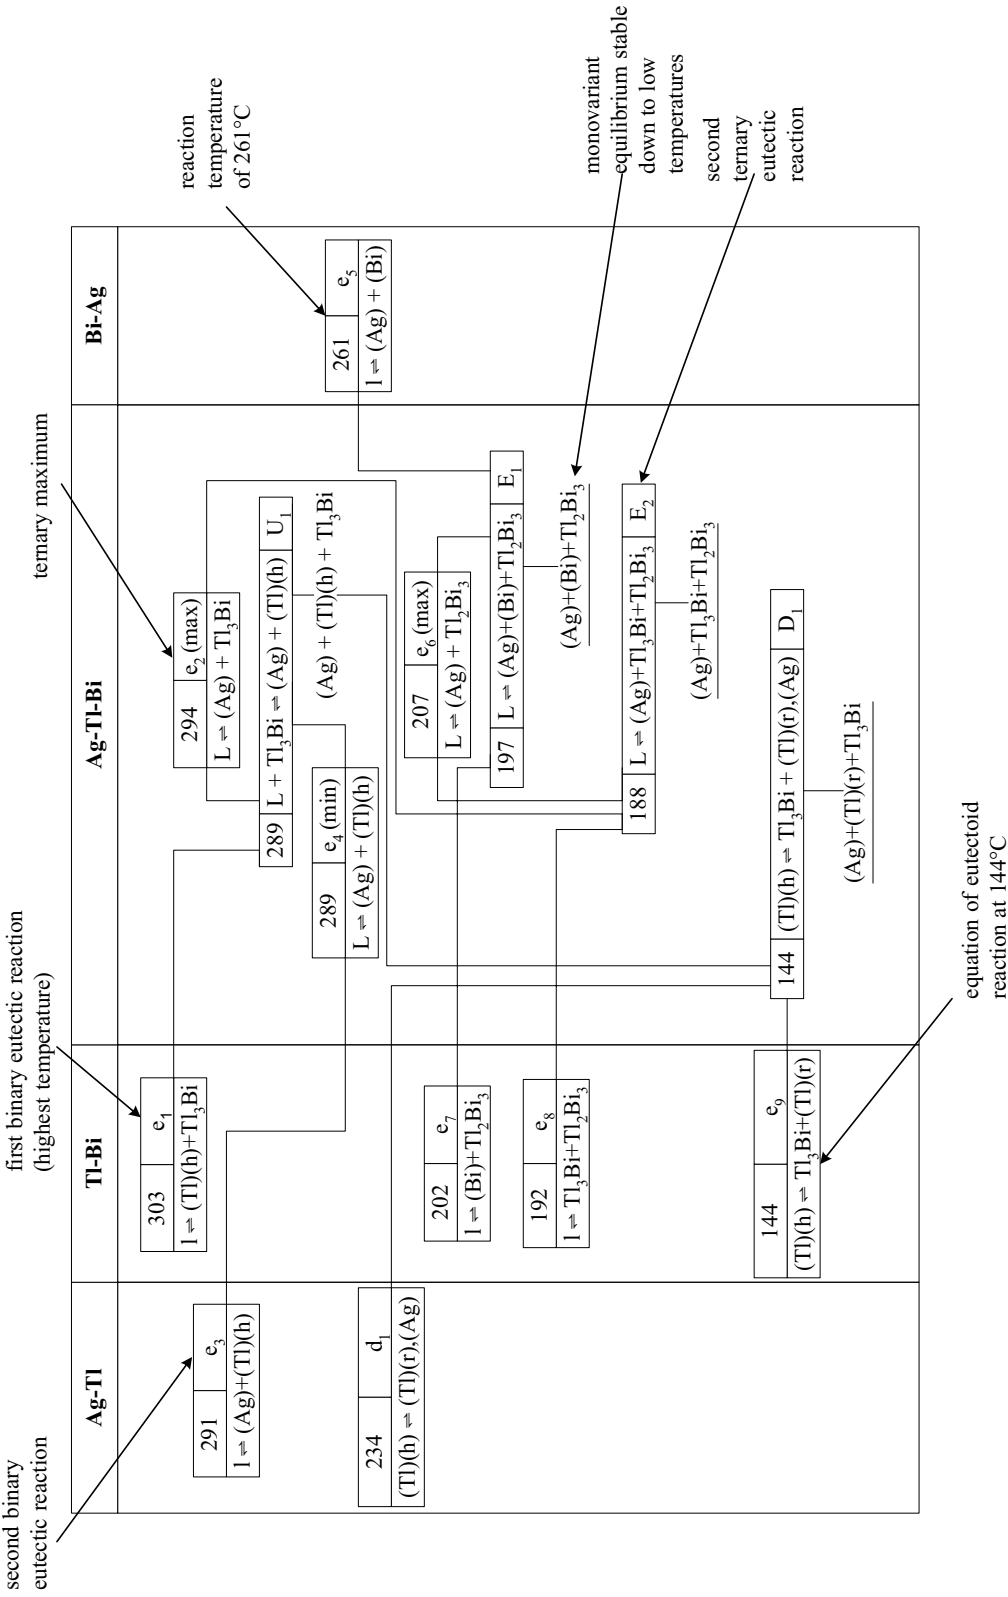 second binary
eutectic reaction
first binary eutectic reaction
(highest temperature)
ternary maximum
reaction
temperature
of 261°C
Ag-Tl
Tl-Bi
Ag-Tl-Bi
Bi-Ag
303 e₁
l ⇌ (Tl)(h)+Tl₃Bi
294 e₂ (max)
L ⇌ (Ag) + Tl₃Bi
291 e₃
l ⇌ (Ag)+(Tl)(h)
289 L + Tl₃Bi ⇌ (Ag) + (Tl)(h) U₁
(Ag) + (Tl)(h) + Tl₃Bi
289 e₄ (min)
L ⇌ (Ag) + (Tl)(h)
261 e₅
l ⇌ (Ag) + (Bi)
234 d₁
(Tl)(h) ⇌ (Tl)(r),(Ag)
207 e₆ (max)
L ⇌ (Ag) + Tl₂Bi₃
202 e₇
l ⇌ (Bi)+Tl₂Bi₃
197 L ⇌ (Ag)+(Bi)+Tl₂Bi₃ E₁
(Ag)+(Bi)+Tl₂Bi₃
192 e₈
l ⇌ Tl₃Bi+Tl₂Bi₃
188 L ⇌ (Ag)+Tl₃Bi+Tl₂Bi₃ E₂
(Ag)+Tl₃Bi+Tl₂Bi₃
144 e₉
(Tl)(h) ⇌ Tl₃Bi+(Tl)(r)
144 (Tl)(h) ⇌ Tl₃Bi + (Tl)(r),(Ag) D₁
(Ag)+(Tl)(r)+Tl₃Bi
monovariant
equilibrium stable
down to low
temperatures
second
ternary
eutectic
reaction
equation of eutectoid
reaction at 144°C